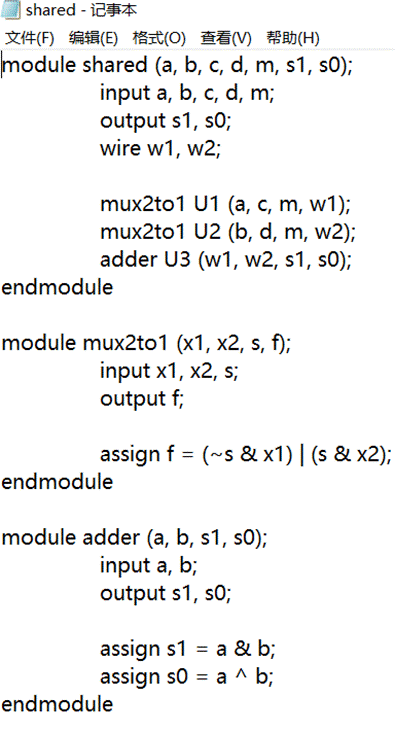 shared - 记事本
文件(F) 编辑(E) 格式(O) 查看(V) 帮助(H)
module shared (a, b, c, d, m, s1, s0);
input a, b, c, d, m;
output s1, s0;
wire w1, w2;
mux2to1 U1 (a, c, m, w1);
mux2to1 U2 (b, d, m, w2);
adder U3 (w1, w2, s1, s0);
endmodule
module mux2to1 (x1, x2, s, f);
input x1, x2, s;
output f;
assign f = (~s & x1) | (s & x2);
endmodule
module adder (a, b, s1, s0);
input a, b;
output s1, s0;
assign s1 = a & b;
assign s0 = a ^ b;
endmodule